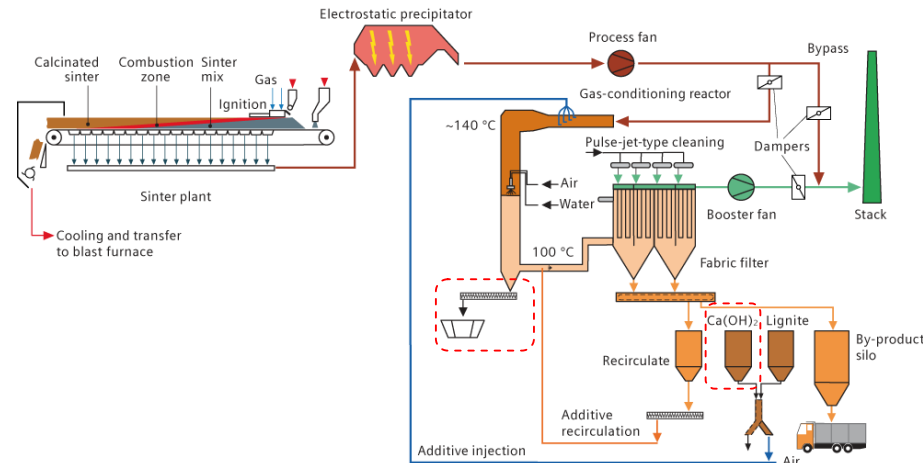 Electrostatic precipitator
Calcinated
sinter
Combustion
zone
Sinter
mix
Gas
Ignition
Process fan
Bypass
Gas-conditioning reactor
~140 °C
Pulse-jet-type cleaning
Dampers
Sinter plant
Air
Water
Booster fan
Stack
Cooling and transfer
to blast furnace
100 °C
Fabric filter
Ca(OH)₂
Lignite
By-product
silo
Recirculate
Additive
recirculation
Additive injection
Air